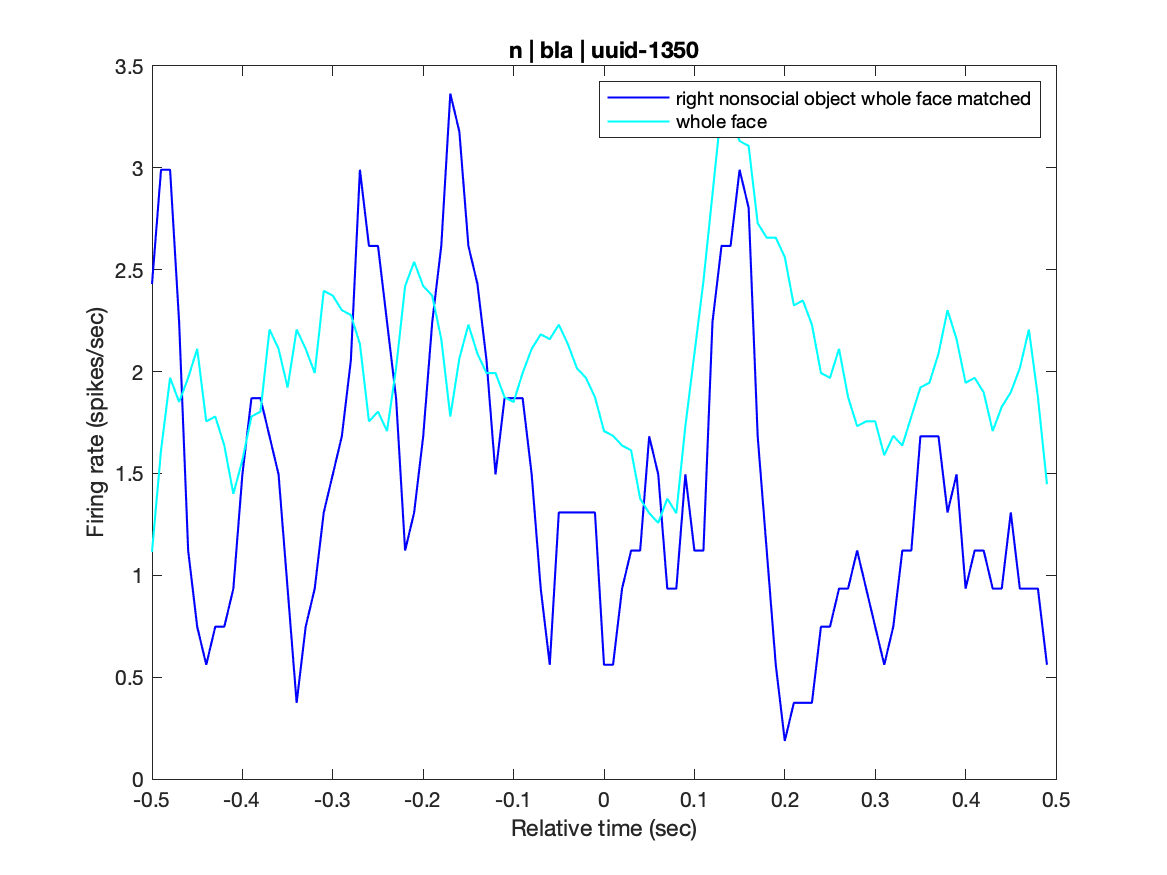 n | bla | uuid-1350
3.5
3
2.5
2
1.5
1
0.5
0
Firing rate (spikes/sec)
right nonsocial object whole face matched
whole face
-0.5 -0.4 -0.3 -0.2 -0.1 0 0.1 0.2 0.3 0.4 0.5
Relative time (sec)